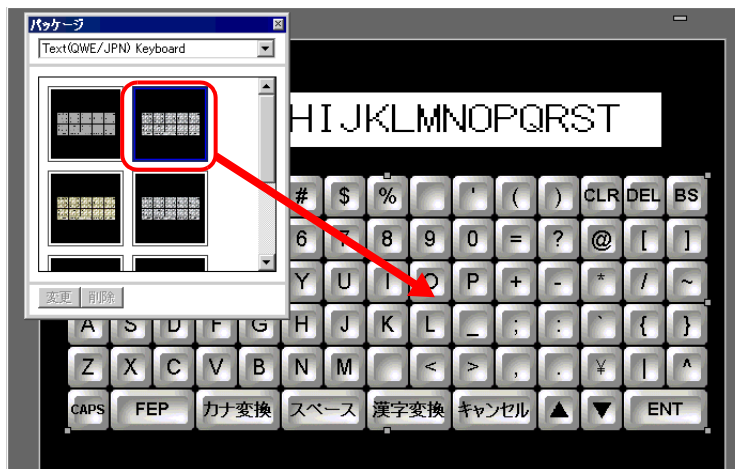 パッケージ
Text(QWE/JPN) Keyboard
変更 削除
HIJKLMNOPQRST
# $ % ' ( ) CLR DEL BS
6 7 8 9 0 = ? @ [ ]
Y U I O P + - * / ~
A S D F G H J K L _ ; : ` { }
Z X C V B N M < > , . ¥ | ^
CAPS FEP カナ変換 スペース 漢字変換 キャンセル ▲ ▼ ENT